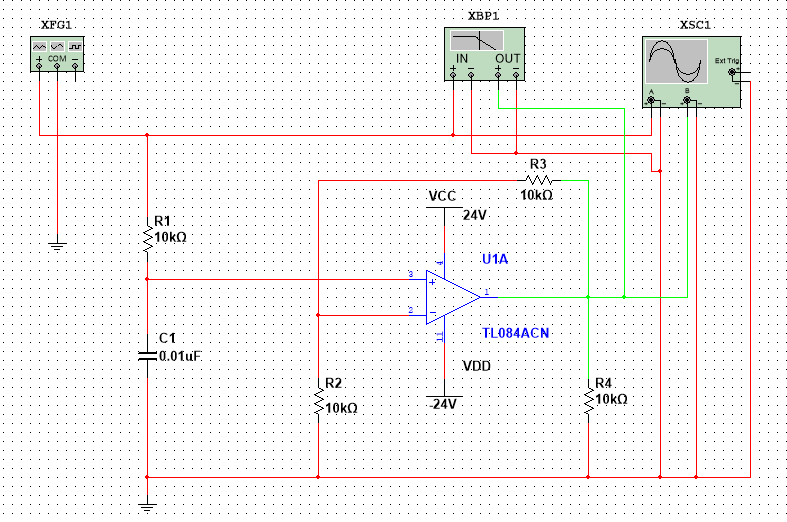 XFG1
COM
+ −
XBP1
IN OUT
+ − + −
XSC1
Ext Trig
+
−
A B
+ − + −
R1
10kΩ
C1
0.01uF
R2
10kΩ
R3
10kΩ
VCC
24V
4
U1A
3
+
1
2
−
TL084ACN
11
VDD
-24V
R4
10kΩ